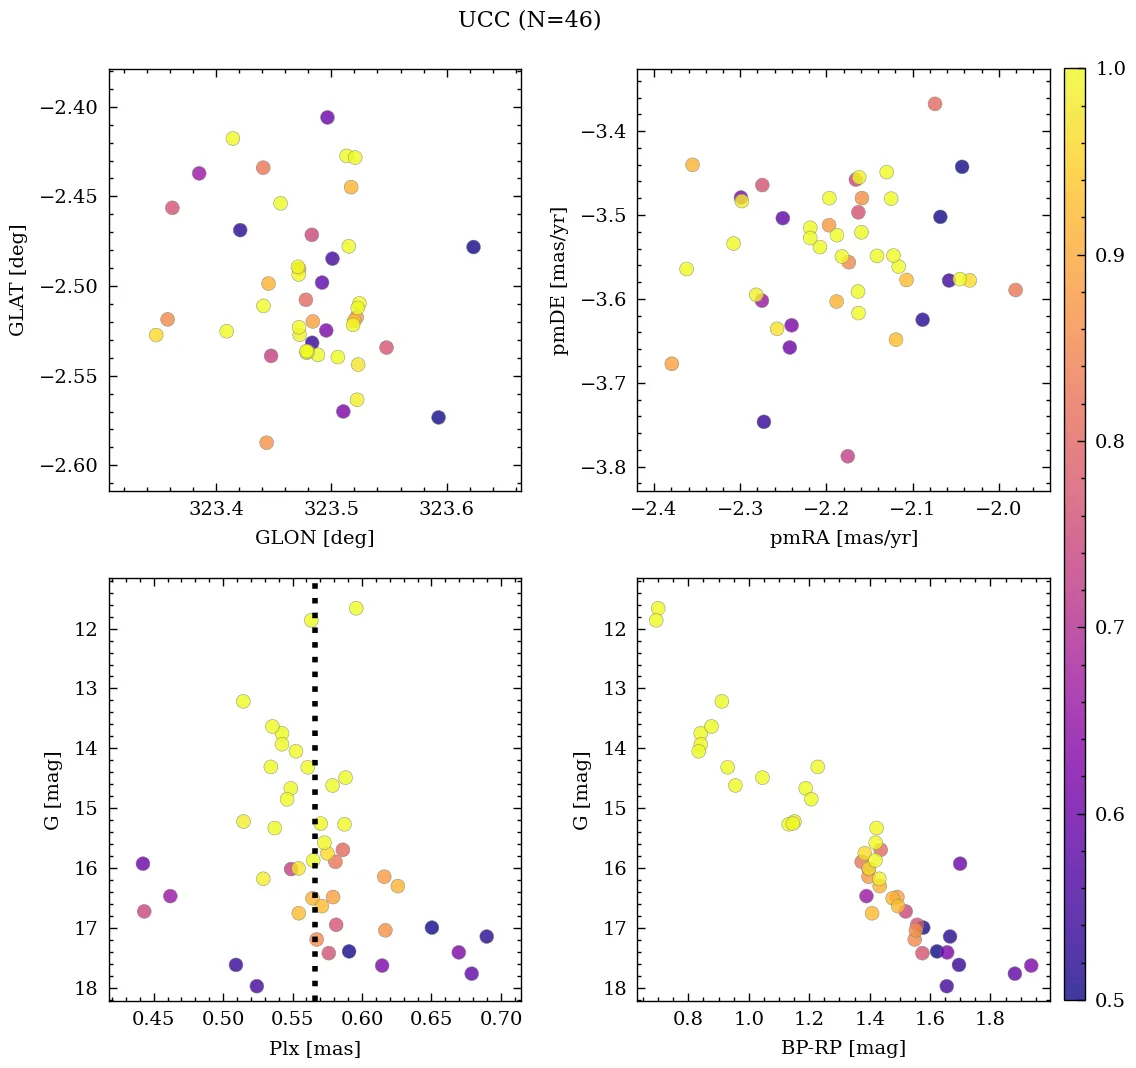 UCC (N=46)
−2.40
−2.45
−2.50
−2.55
−2.60
GLAT [deg]
323.4 323.5 323.6
GLON [deg]
−3.4
−3.5
−3.6
−3.7
−3.8
pmDE [mas/yr]
−2.4 −2.3 −2.2 −2.1 −2.0
pmRA [mas/yr]
1.0
0.9
0.8
0.7
0.6
0.5
12
13
14
15
16
17
18
G [mag]
0.45 0.50 0.55 0.60 0.65 0.70
Plx [mas]
12
13
14
15
16
17
18
G [mag]
0.8 1.0 1.2 1.4 1.6 1.8
BP-RP [mag]